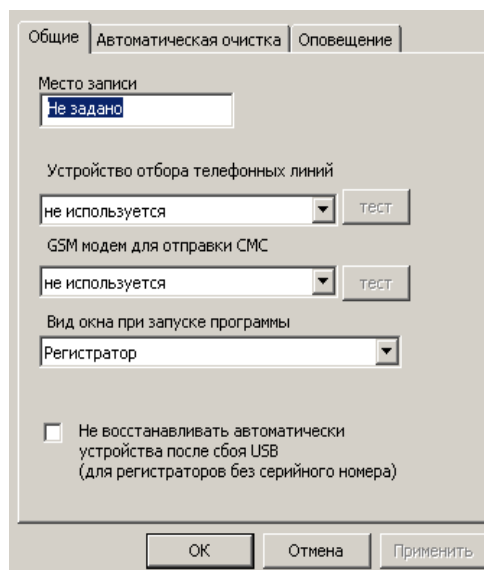 Общие Автоматическая очистка Оповещение
Место записи
Не задано
Устройство отбора телефонных линий
не используется тест
GSM модем для отправки СМС
не используется тест
Вид окна при запуске программы
Регистратор
Не восстанавливать автоматически
устройства после сбоя USB
(для регистраторов без серийного номера)
ОК Отмена Применить